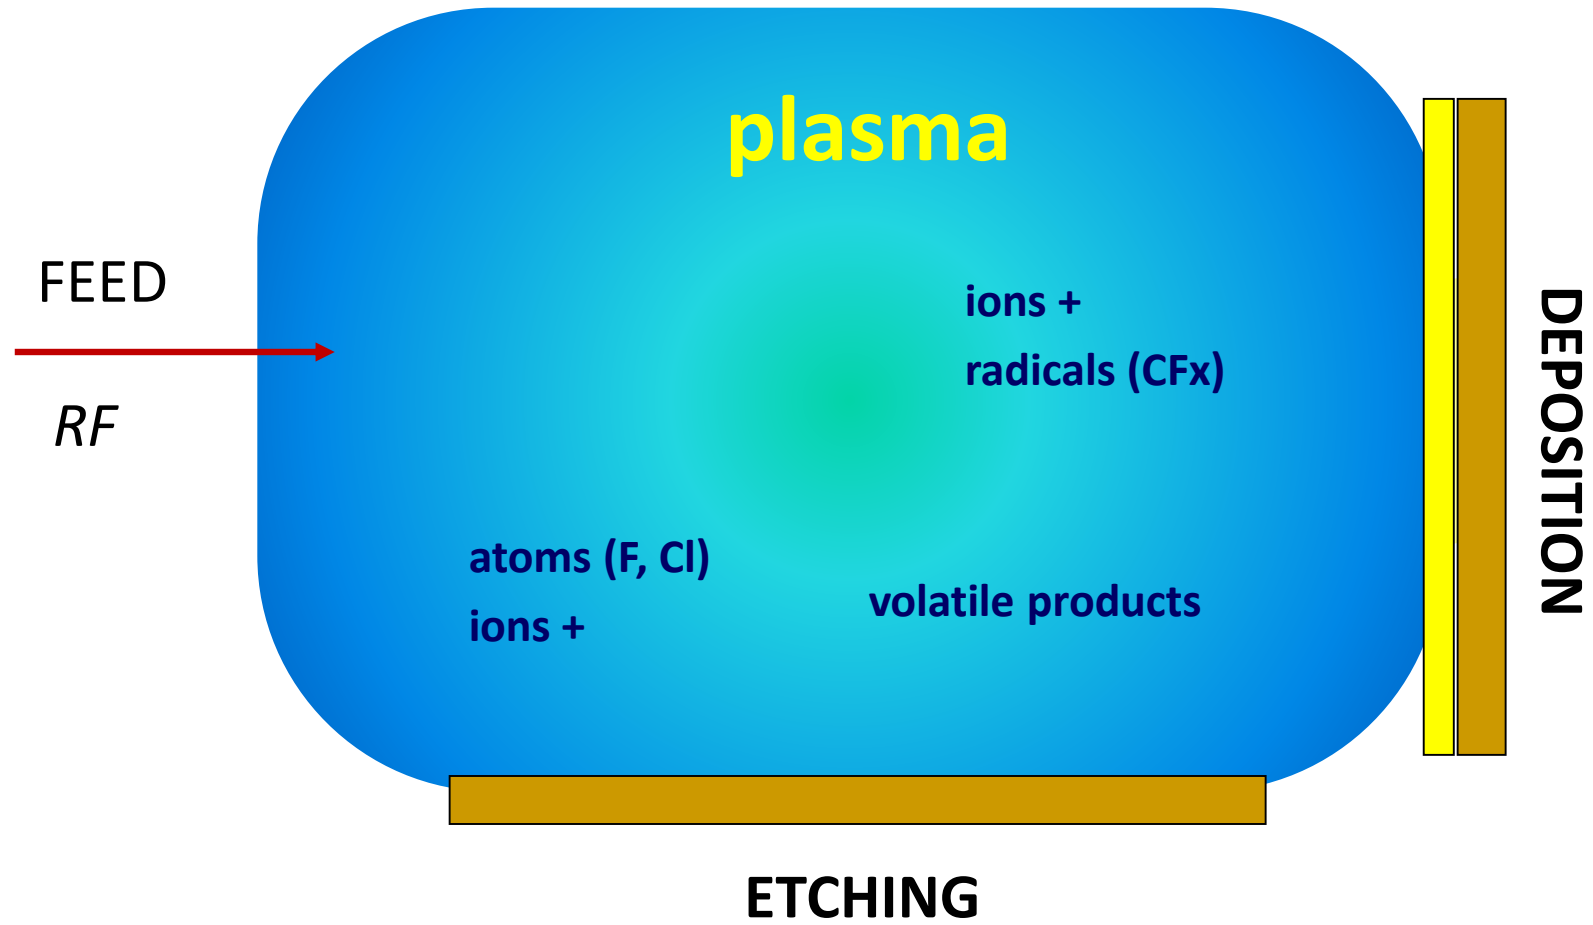 plasma
FEED
RF
ions +
radicals (CFx)
atoms (F, Cl)
ions +
volatile products
DEPOSITION
ETCHING